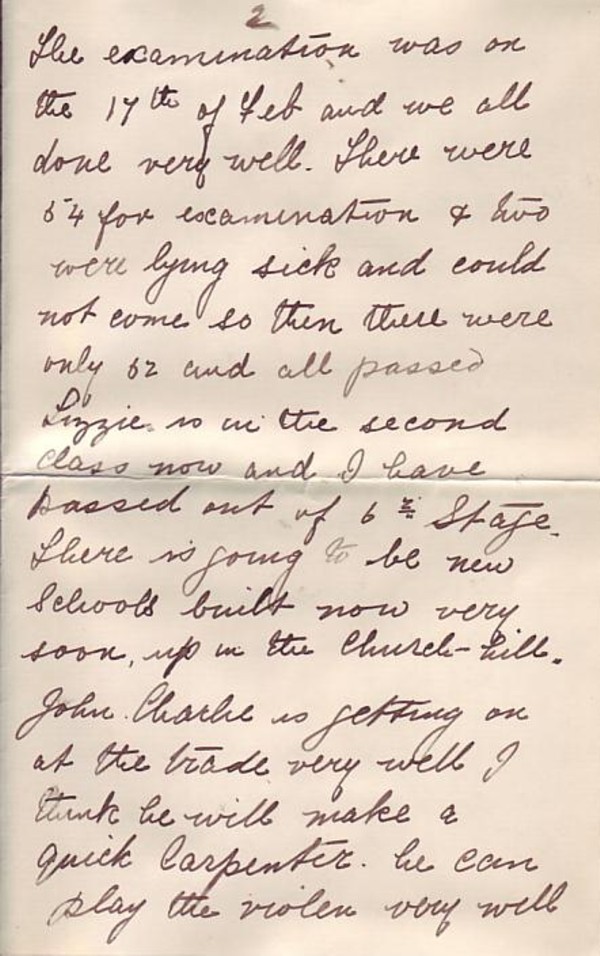 2
The examination was on
the 17th of Feb and we all
done very well. There were
54 for examination & two
were lying sick and could
not come so then there were
only 52 and all passed
Lizzie is in the second
class now and I have
passed out of 6th Stage.
There is going to be new
Schools built now very
soon, up in the Church-hill.
John Charlie is getting on
at the trade very well I
think he will make a
quick Carpenter. he can
play the violen very well